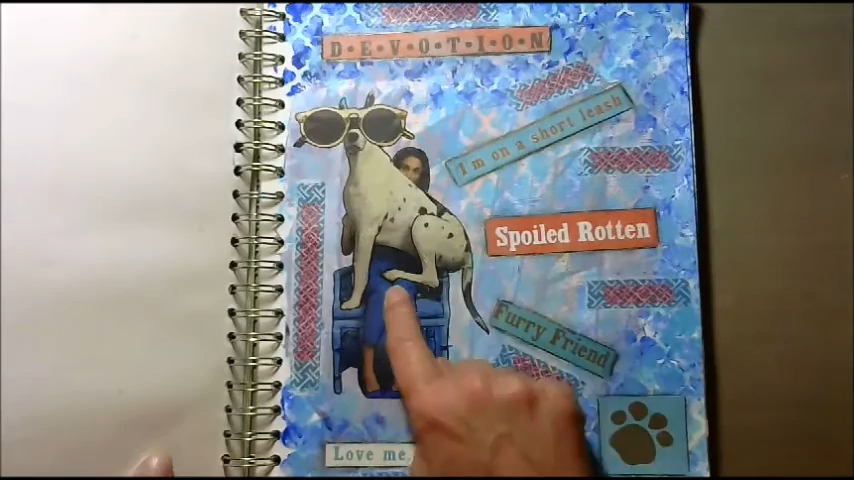 D•E•V•O•T•I•O•N
I'm on a short leash
Spoiled Rotten
Furry Friend
Love me